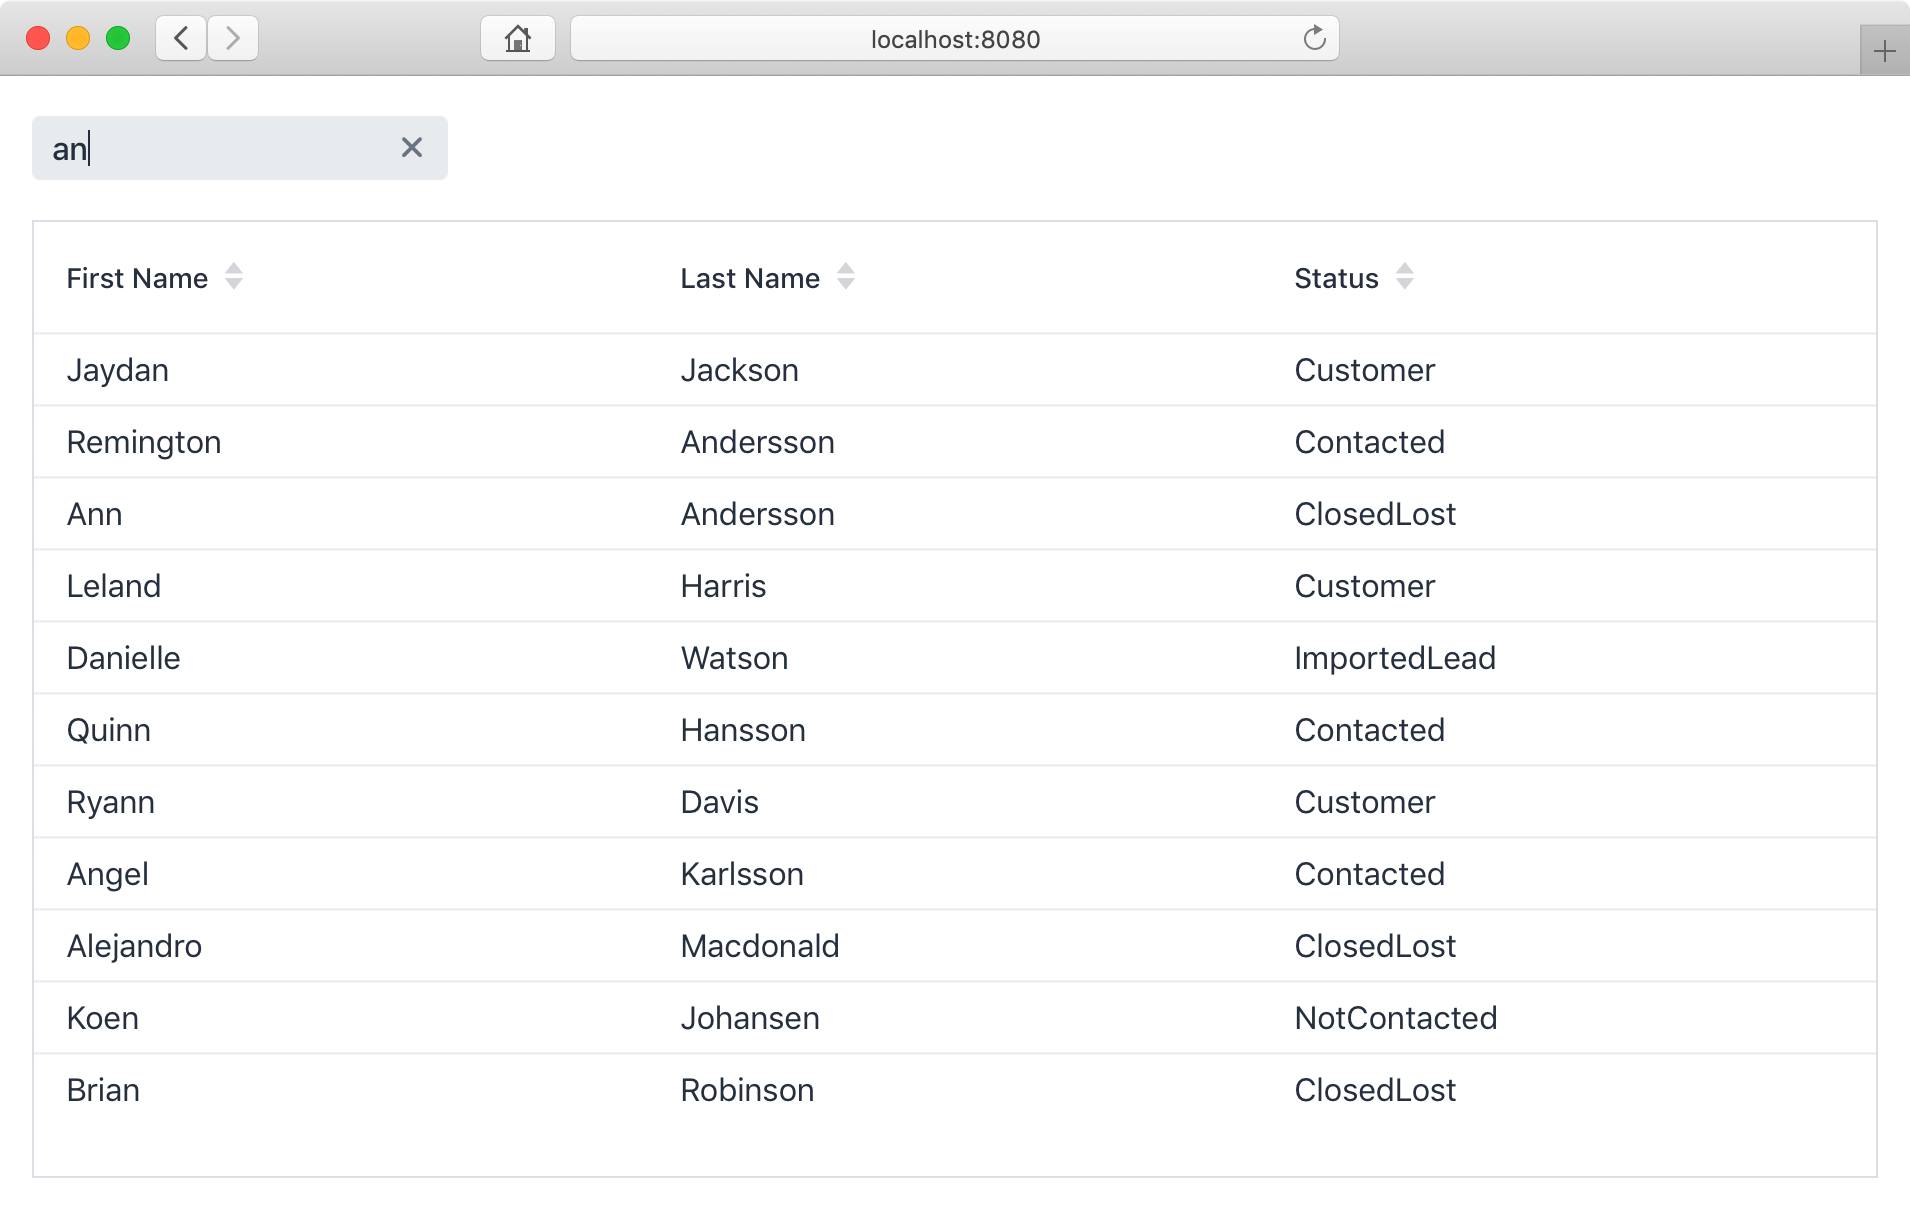 localhost:8080
an
First Name Last Name Status
Jaydan Jackson Customer
Remington Andersson Contacted
Ann Andersson ClosedLost
Leland Harris Customer
Danielle Watson ImportedLead
Quinn Hansson Contacted
Ryann Davis Customer
Angel Karlsson Contacted
Alejandro Macdonald ClosedLost
Koen Johansen NotContacted
Brian Robinson ClosedLost